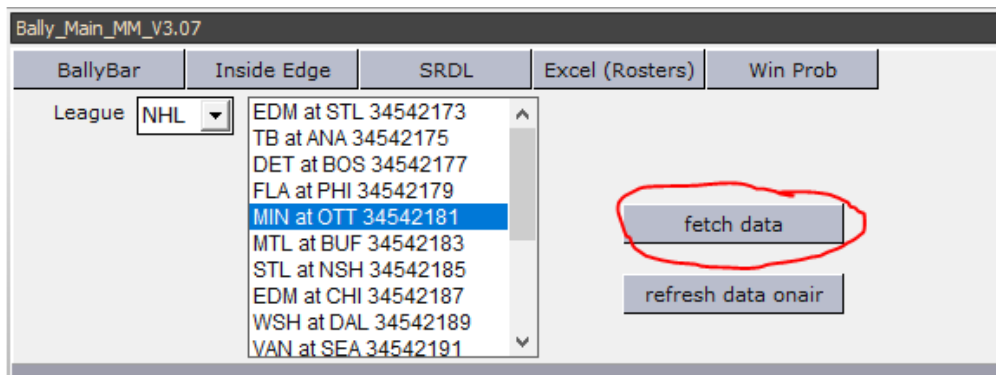 Bally_Main_MM_V3.07
BallyBar Inside Edge SRDL Excel (Rosters) Win Prob
League NHL
EDM at STL 34542173
TB at ANA 34542175
DET at BOS 34542177
FLA at PHI 34542179
MIN at OTT 34542181
MTL at BUF 34542183
STL at NSH 34542185
EDM at CHI 34542187
WSH at DAL 34542189
VAN at SEA 34542191
fetch data
refresh data onair